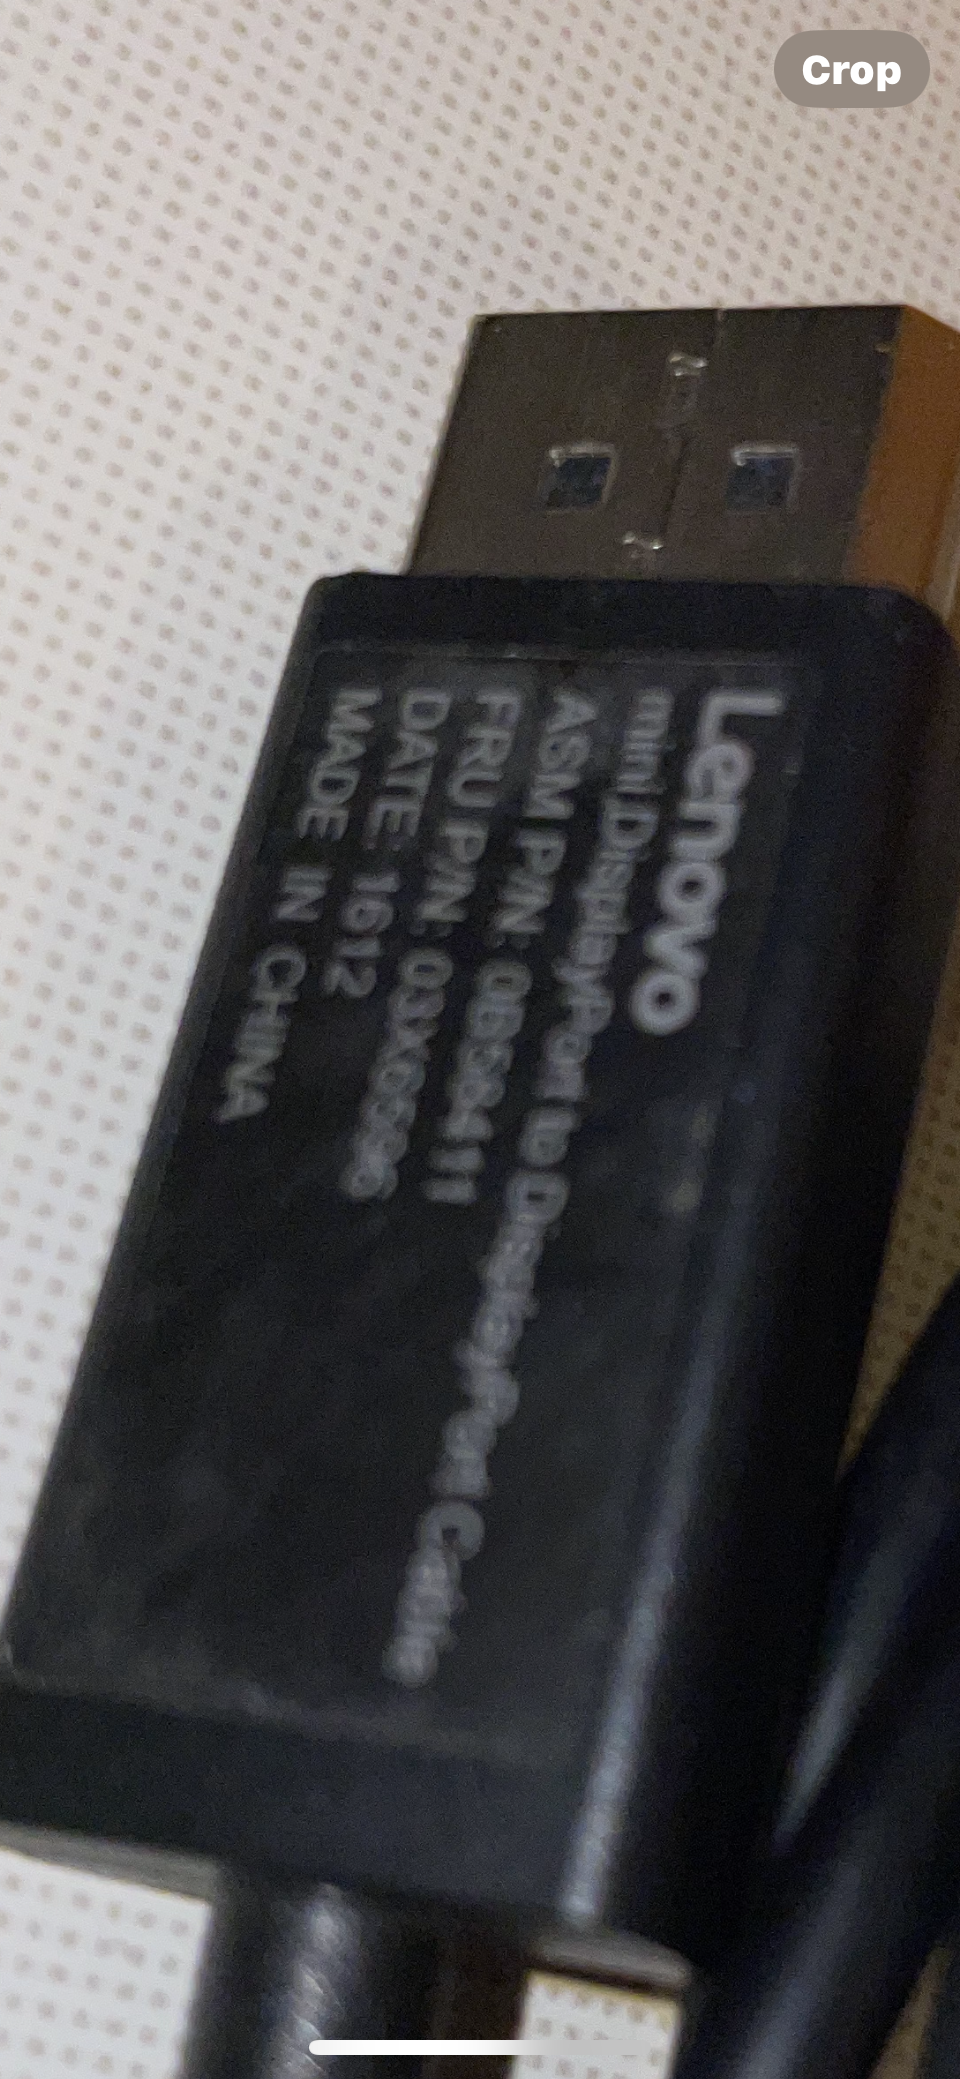 Crop
Lenovo
mini DisplayPort to DisplayPort Cable
ASM P/N:
FRU P/N:
DATE: 1612
MADE IN CHINA